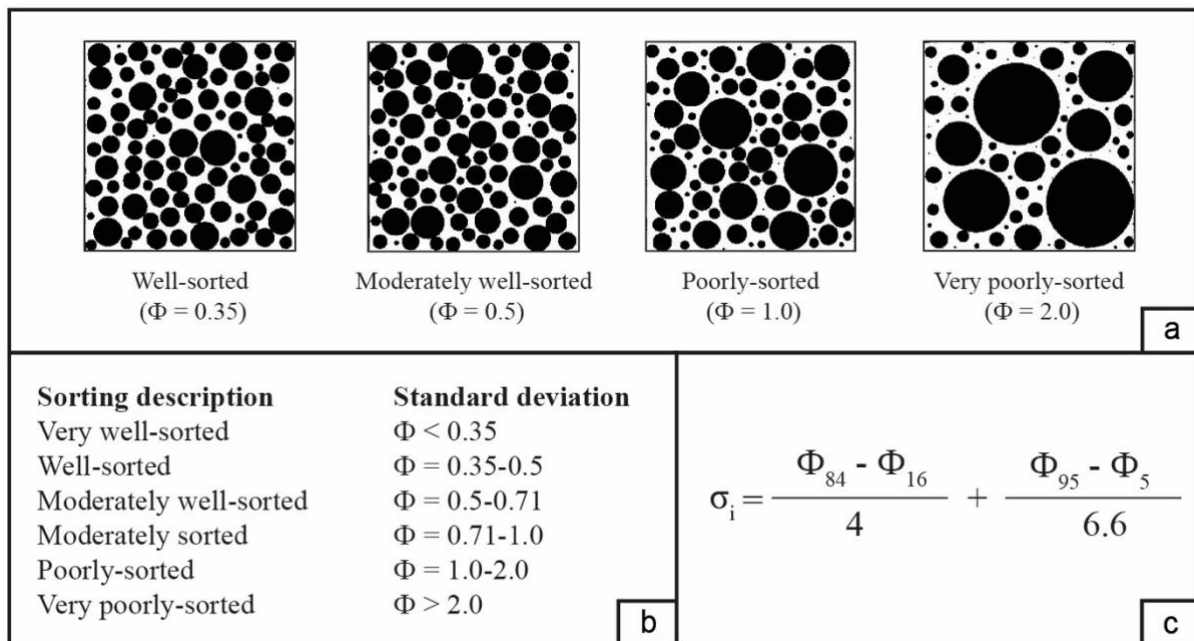 Well-sorted
(Φ = 0.35)
Moderately well-sorted
(Φ = 0.5)
Poorly-sorted
(Φ = 1.0)
Very poorly-sorted
(Φ = 2.0)
a
Sorting description Standard deviation
Very well-sorted Φ < 0.35
Well-sorted Φ = 0.35-0.5
Moderately well-sorted Φ = 0.5-0.71
Moderately sorted Φ = 0.71-1.0
Poorly-sorted Φ = 1.0-2.0
Very poorly-sorted Φ > 2.0
b
σi = (Φ84 - Φ16)/4 + (Φ95 - Φ5)/6.6
c